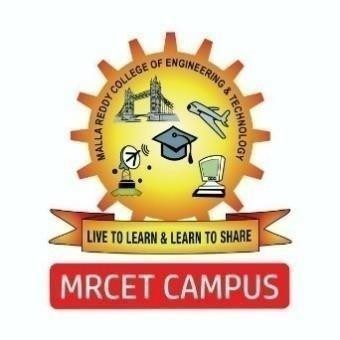 MALLA REDDY COLLEGE OF ENGINEERING & TECHNOLOGY
LIVE TO LEARN & LEARN TO SHARE
MRCET CAMPUS